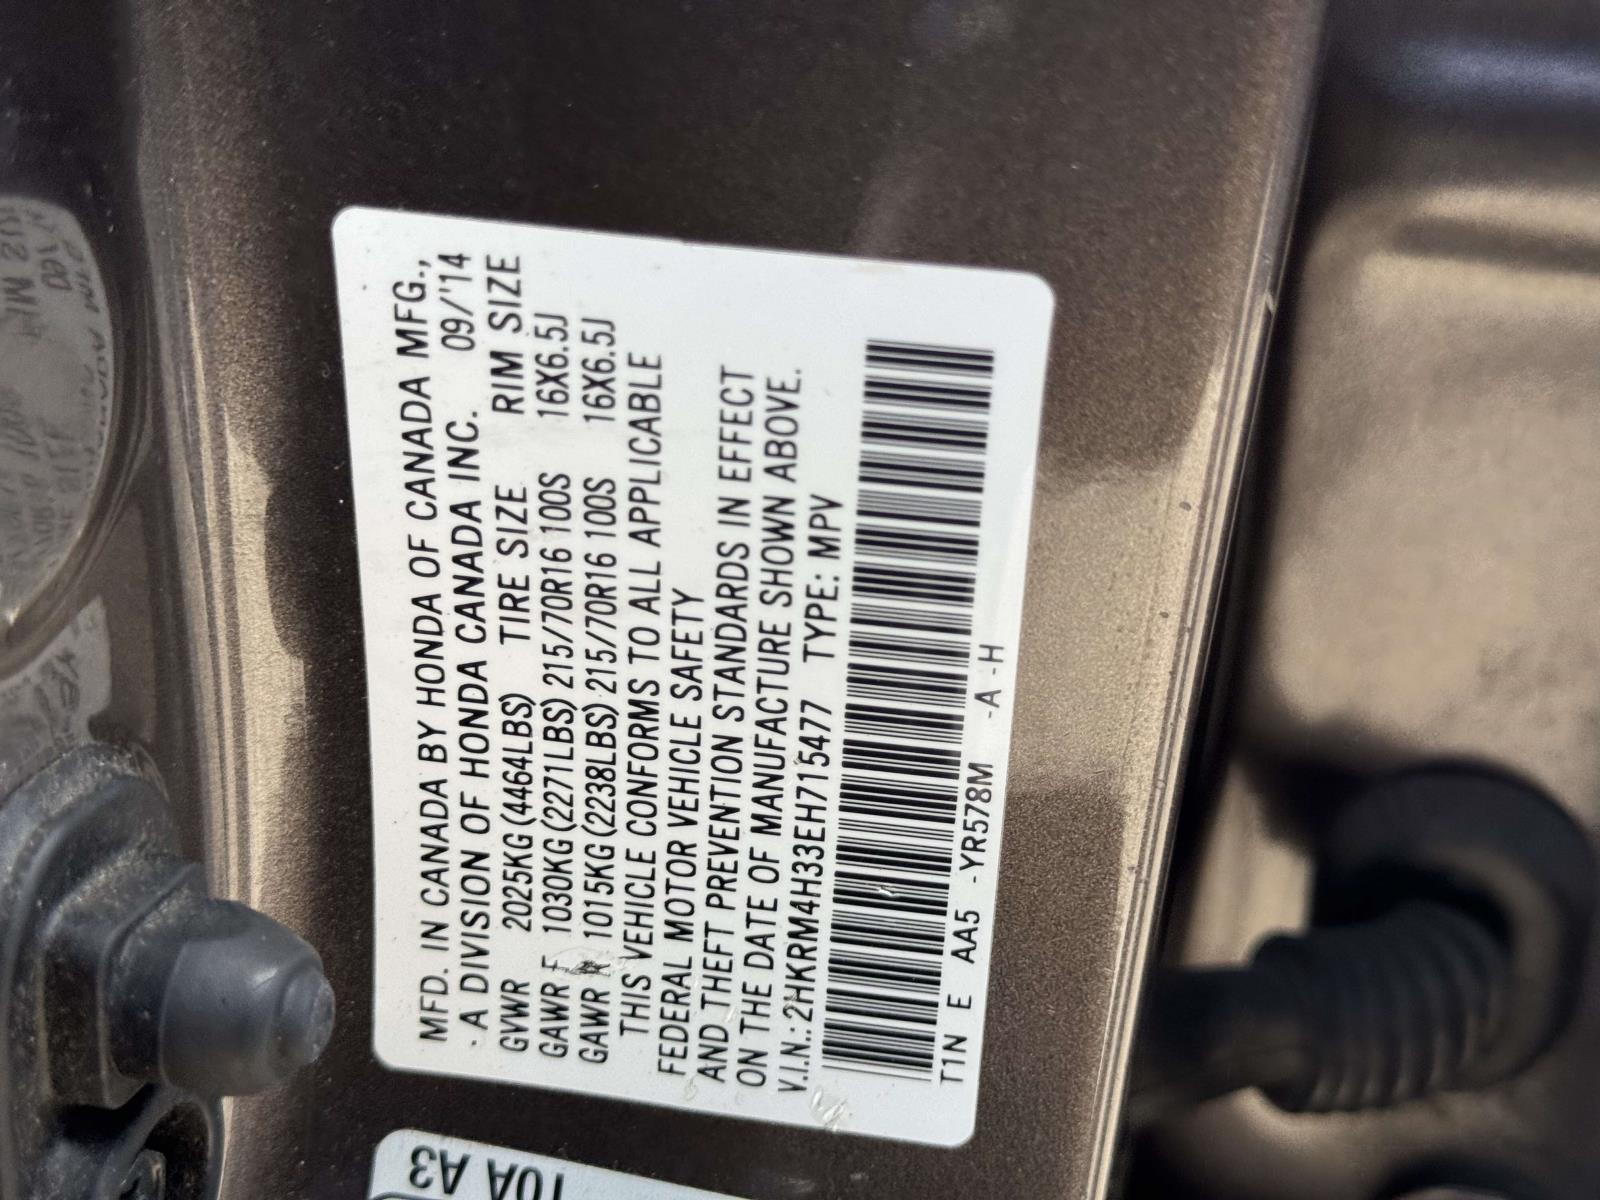 MFD. IN CANADA BY HONDA OF CANADA MFG.,
- A DIVISION OF HONDA CANADA INC. 09/'14
GVWR 2025KG (4464LBS) TIRE SIZE RIM SIZE
GAWR F 1030KG (2271LBS) 215/70R16 100S 16X6.5J
GAWR R 1015KG (2238LBS) 215/70R16 100S 16X6.5J
THIS VEHICLE CONFORMS TO ALL APPLICABLE
FEDERAL MOTOR VEHICLE SAFETY
AND THEFT PREVENTION STANDARDS IN EFFECT
ON THE DATE OF MANUFACTURE SHOWN ABOVE.
V.I.N.: 2HKRM4H33EH715477 TYPE: MPV
T1N E AA5 -YR578M -A -H
10A A3